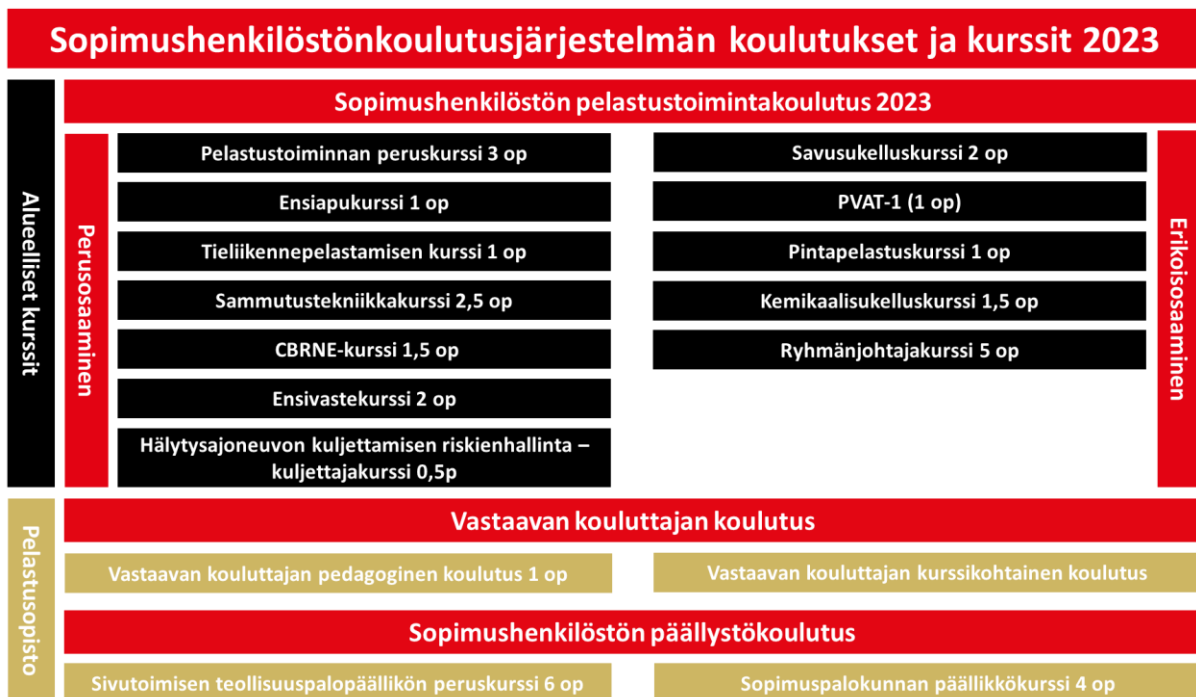 Sopimushenkilöstönkoulutusjärjestelmän koulutukset ja kurssit 2023
Alueelliset kurssit
Sopimushenkilöstön pelastustoimintakoulutus 2023
Perusosaaminen
Pelastustoiminnan peruskurssi 3 op
Ensiapukurssi 1 op
Tieliikennepelastamisen kurssi 1 op
Sammutustekniikkakurssi 2,5 op
CBRNE-kurssi 1,5 op
Ensivastekurssi 2 op
Hälytysajoneuvon kuljettamisen riskienhallinta –
kuljettajakurssi 0,5p
Savusukelluskurssi 2 op
PVAT-1 (1 op)
Pintapelastuskurssi 1 op
Kemikaalisukelluskurssi 1,5 op
Ryhmänjohtajakurssi 5 op
Erikoisosaaminen
Pelastusopisto
Vastaavan kouluttajan koulutus
Vastaavan kouluttajan pedagoginen koulutus 1 op
Vastaavan kouluttajan kurssikohtainen koulutus
Sopimushenkilöstön päällystökoulutus
Sivutoimisen teollisuuspalopäällikön peruskurssi 6 op
Sopimuspalokunnan päällikkökurssi 4 op